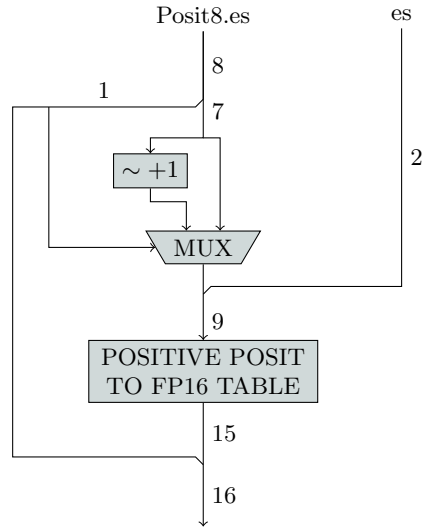 Posit8.es
es
8
1
7
∼ +1
2
MUX
9
POSITIVE POSIT
TO FP16 TABLE
15
16